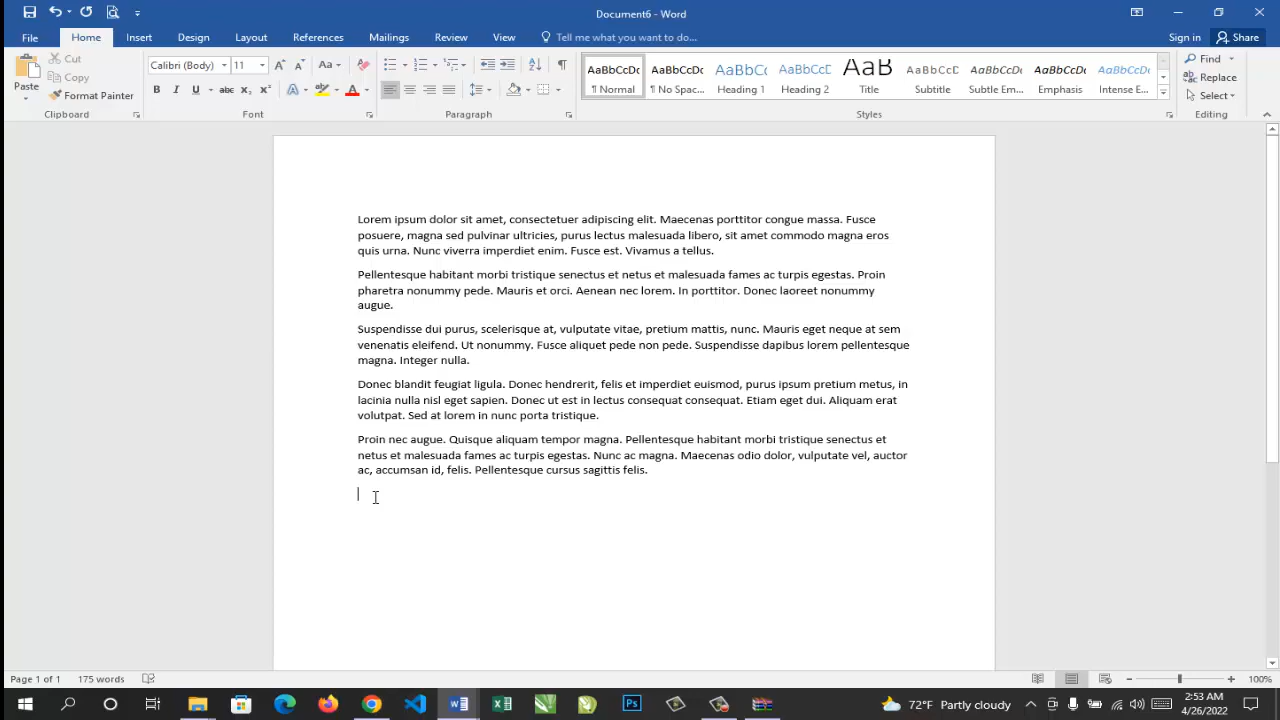 Document6 - Word
File Home Insert Design Layout References Mailings Review View Tell me what you want to do... Sign in Share
Paste Cut Copy Format Painter Clipboard
Calibri (Body) 11 Aa
B I U abc x₂ x² A A Font
Paragraph
AaBbCcDc ¶ Normal
AaBbCcDc ¶ No Spac...
AaBbCc Heading 1
AaBbCcD Heading 2
AaB Title
AaBbCcD Subtitle
AaBbCcDc Subtle Em...
AaBbCcDc Emphasis
AaBbCcDc Intense E...
Styles
Find
Replace
Select
Editing
Lorem ipsum dolor sit amet, consectetuer adipiscing elit. Maecenas porttitor congue massa. Fusce
posuere, magna sed pulvinar ultricies, purus lectus malesuada libero, sit amet commodo magna eros
quis urna. Nunc viverra imperdiet enim. Fusce est. Vivamus a tellus.
Pellentesque habitant morbi tristique senectus et netus et malesuada fames ac turpis egestas. Proin
pharetra nonummy pede. Mauris et orci. Aenean nec lorem. In porttitor. Donec laoreet nonummy
augue.
Suspendisse dui purus, scelerisque at, vulputate vitae, pretium mattis, nunc. Mauris eget neque at sem
venenatis eleifend. Ut nonummy. Fusce aliquet pede non pede. Suspendisse dapibus lorem pellentesque
magna. Integer nulla.
Donec blandit feugiat ligula. Donec hendrerit, felis et imperdiet euismod, purus ipsum pretium metus, in
lacinia nulla nisl eget sapien. Donec ut est in lectus consequat consequat. Etiam eget dui. Aliquam erat
volutpat. Sed at lorem in nunc porta tristique.
Proin nec augue. Quisque aliquam tempor magna. Pellentesque habitant morbi tristique senectus et
netus et malesuada fames ac turpis egestas. Nunc ac magna. Maecenas odio dolor, vulputate vel, auctor
ac, accumsan id, felis. Pellentesque cursus sagittis felis.
Page 1 of 1 175 words 100%
Ps
72°F Partly cloudy
2:53 AM
4/26/2022